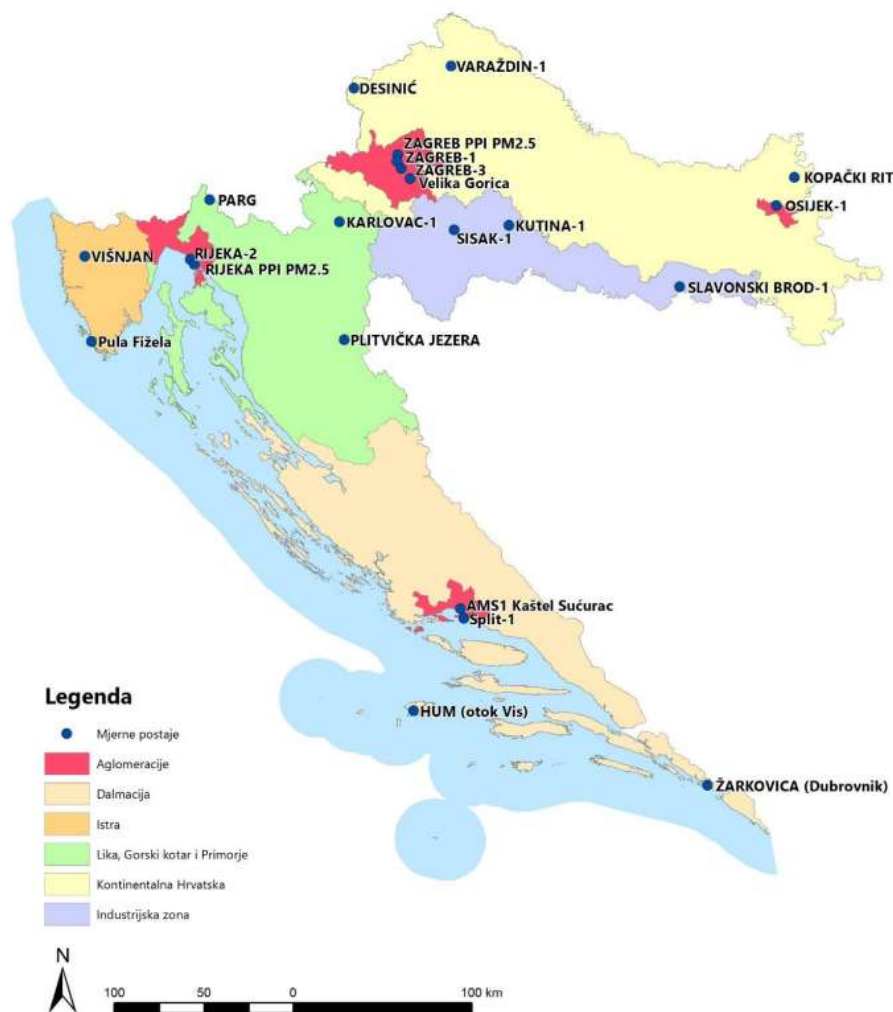 VARAŽDIN-1
DESINIĆ
ZAGREB PPI PM2.5
ZAGREB-1
ZAGREB-3
Velika Gorica
KOPAČKI RIT
PARG
OSIJEK-1
KARLOVAC-1
KUTINA-1
SISAK-1
RIJEKA-2
VIŠNJAN
RIJEKA PPI PM2.5
SLAVONSKI BROD-1
Pula Fižela
PLITVIČKA JEZERA
AMS1 Kaštel Sućurac
Split-1
HUM (otok Vis)
ŽARKOVICA (Dubrovnik)
Legenda
Mjerne postaje
Aglomeracije
Dalmacija
Istra
Lika, Gorski kotar i Primorje
Kontinentalna Hrvatska
Industrijska zona
N
100 50 0 100 km